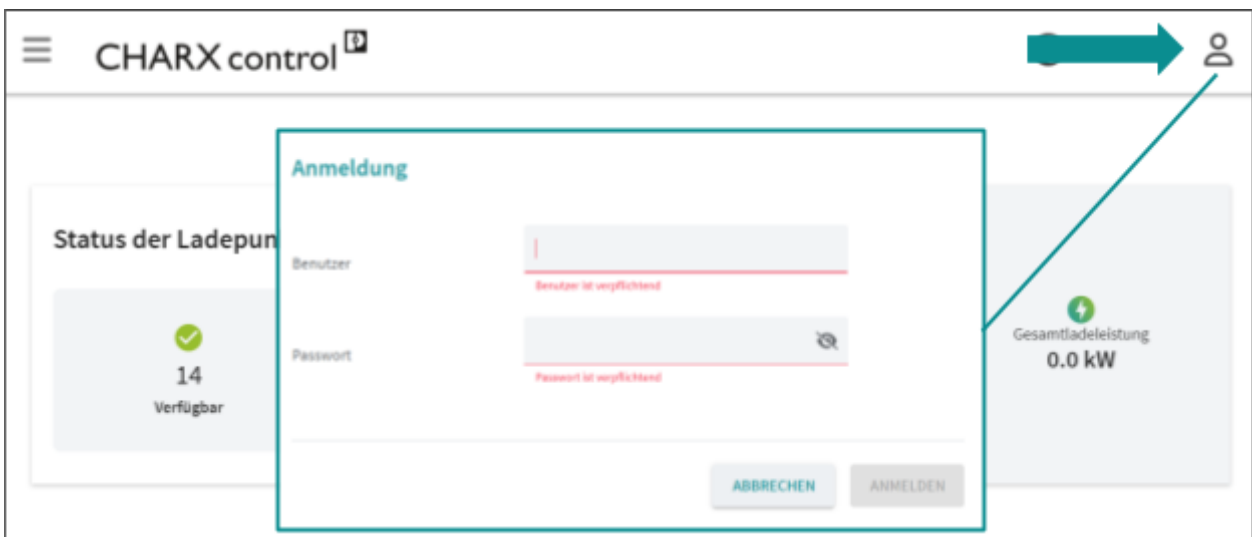 CHARX control
Anmeldung
Status der Ladepun
Benutzer
Benutzer ist verpflichtend
14
Verfügbar
Passwort
Passwort ist verpflichtend
Gesamtladeleistung
0.0 kW
ABBRECHEN
ANMELDEN